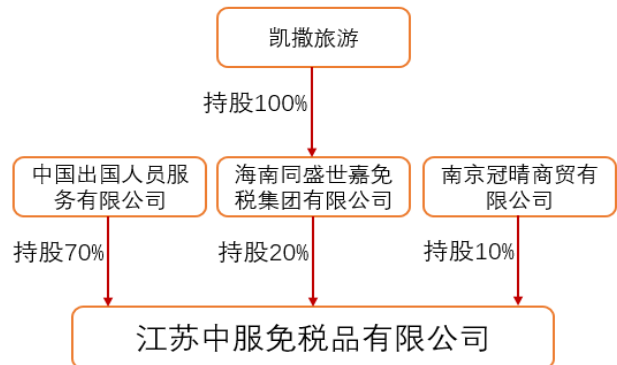 凯撒旅游
持股100%
中国出国人员服
务有限公司
海南同盛世嘉免
税集团有限公司
南京冠晴商贸有
限公司
持股70%
持股20%
持股10%
江苏中服免税品有限公司